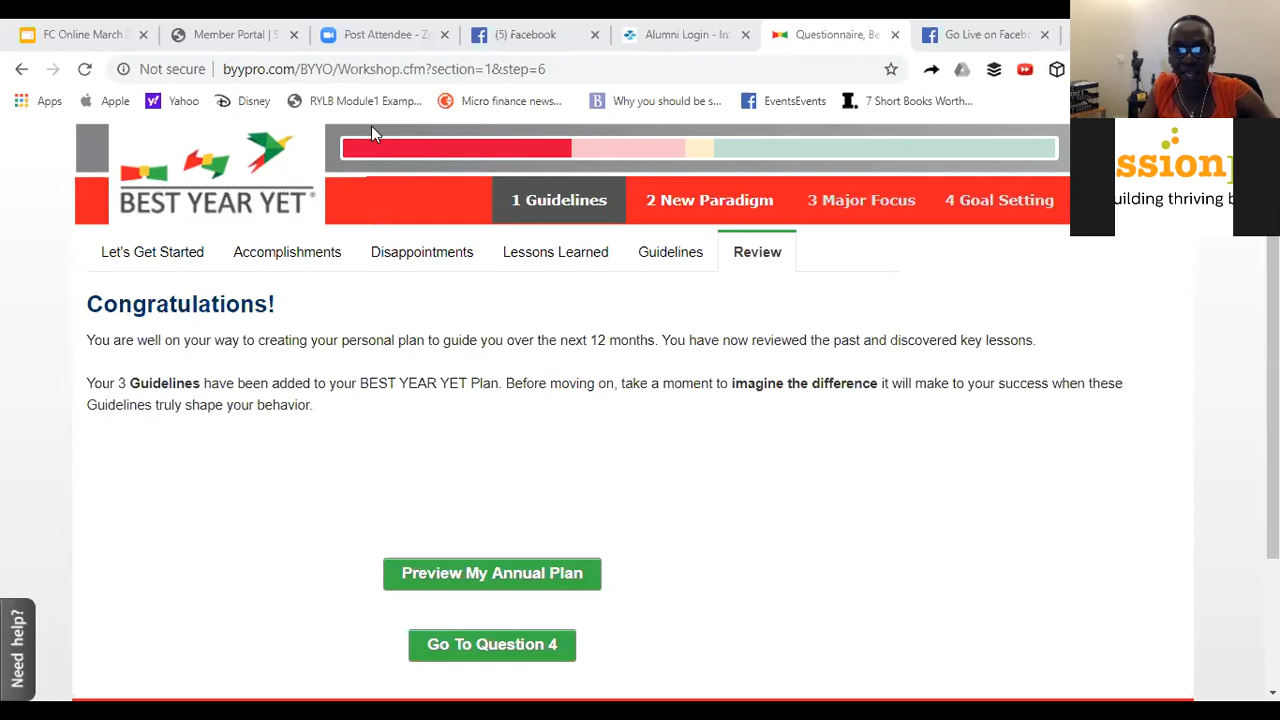 FC Online March
Member Portal | S
Post Attendee - Z
(5) Facebook
Alumni Login - In
Questionnaire, Be
Go Live on Faceb
Not secure | byypro.com/BYYO/Workshop.cfm?section=1&step=6
Apps
Apple
Yahoo
Disney
RYLB Module1 Examp...
Micro finance news...
Why you should be s...
EventsEvents
7 Short Books Worth...
BEST YEAR YET®
1 Guidelines
2 New Paradigm
3 Major Focus
4 Goal Setting
ssion
uilding thriving b
Let's Get Started
Accomplishments
Disappointments
Lessons Learned
Guidelines
Review
Congratulations!
You are well on your way to creating your personal plan to guide you over the next 12 months. You have now reviewed the past and discovered key lessons.
Your 3 Guidelines have been added to your BEST YEAR YET Plan. Before moving on, take a moment to imagine the difference it will make to your success when these
Guidelines truly shape your behavior.
Preview My Annual Plan
Go To Question 4
Need help?